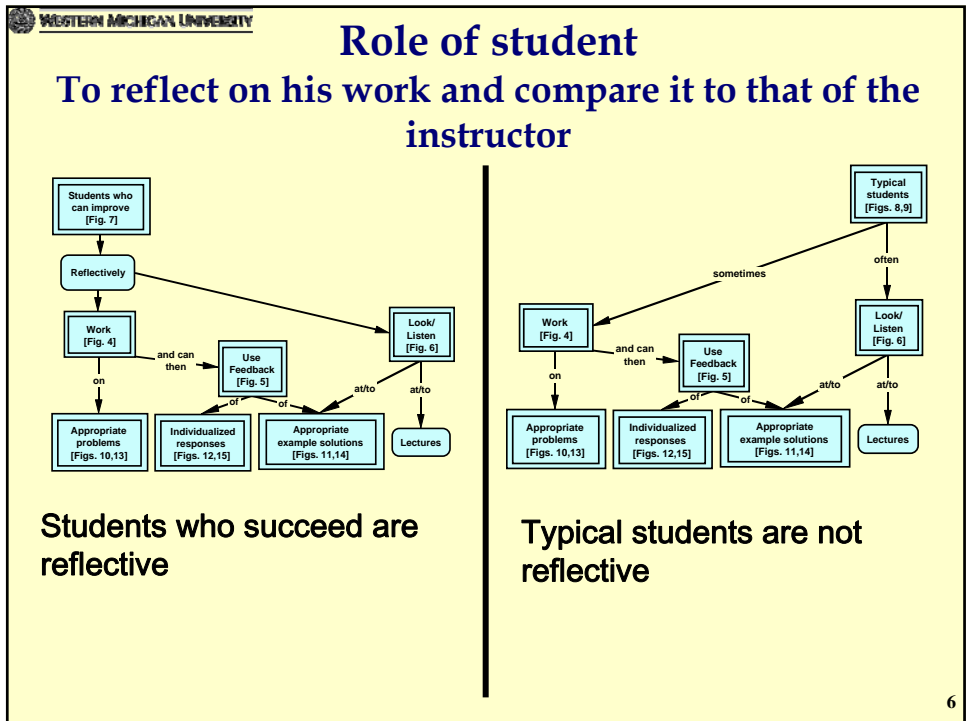 WESTERN MICHIGAN UNIVERSITY
Role of student
To reflect on his work and compare it to that of the
instructor
Students who
can improve
[Fig. 7]
Reflectively
Work
[Fig. 4]
and can
then
Use
Feedback
[Fig. 5]
Look/
Listen
[Fig. 6]
on
of
of
at/to
at/to
Appropriate
problems
[Figs. 10,13]
Individualized
responses
[Figs. 12,15]
Appropriate
example solutions
[Figs. 11,14]
Lectures
Students who succeed are
reflective
Typical
students
[Figs. 8,9]
sometimes
often
Work
[Fig. 4]
and can
then
Use
Feedback
[Fig. 5]
Look/
Listen
[Fig. 6]
on
of
of
at/to
at/to
Appropriate
problems
[Figs. 10,13]
Individualized
responses
[Figs. 12,15]
Appropriate
example solutions
[Figs. 11,14]
Lectures
Typical students are not
reflective
6